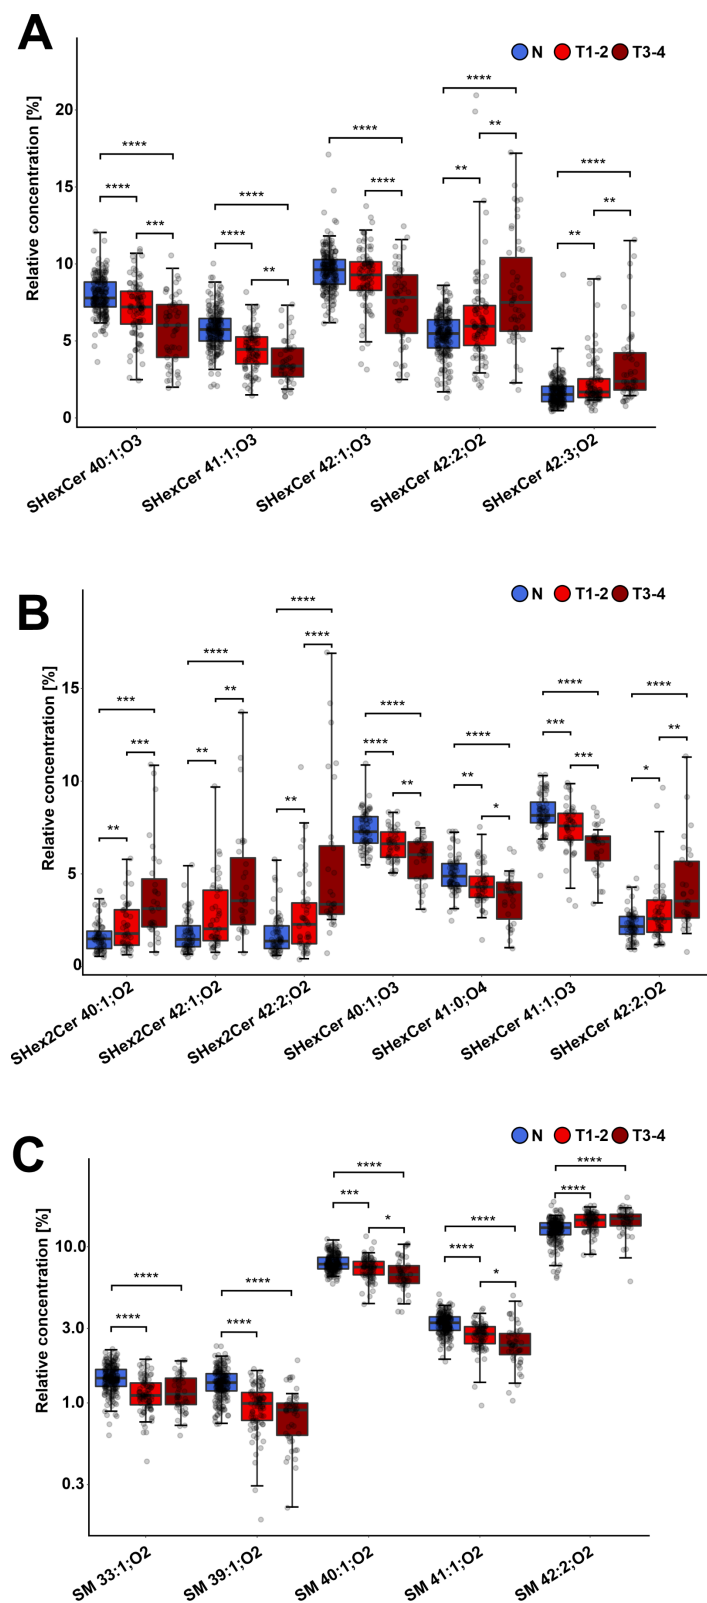 A
N T1-2 T3-4
Relative concentration [%]
20
15
10
5
0
**** **** ***
**** **** **
**** ****
**** ** **
**** ** **
SHexCer 40:1;O3
SHexCer 41:1;O3
SHexCer 42:1;O3
SHexCer 42:2;O2
SHexCer 42:3;O2
B
N T1-2 T3-4
Relative concentration [%]
15
10
5
0
*** *** **
**** ** **
**** **** **
**** **** **
**** ** *
**** *** ***
**** ** *
SHex2Cer 40:1;O2
SHex2Cer 42:1;O2
SHex2Cer 42:2;O2
SHexCer 40:1;O3
SHexCer 41:0;O4
SHexCer 41:1;O3
SHexCer 42:2;O2
C
N T1-2 T3-4
Relative concentration [%]
10.0
3.0
1.0
0.3
**** ****
**** ****
**** *** *
**** **** *
**** ****
SM 33:1;O2
SM 39:1;O2
SM 40:1;O2
SM 41:1;O2
SM 42:2;O2